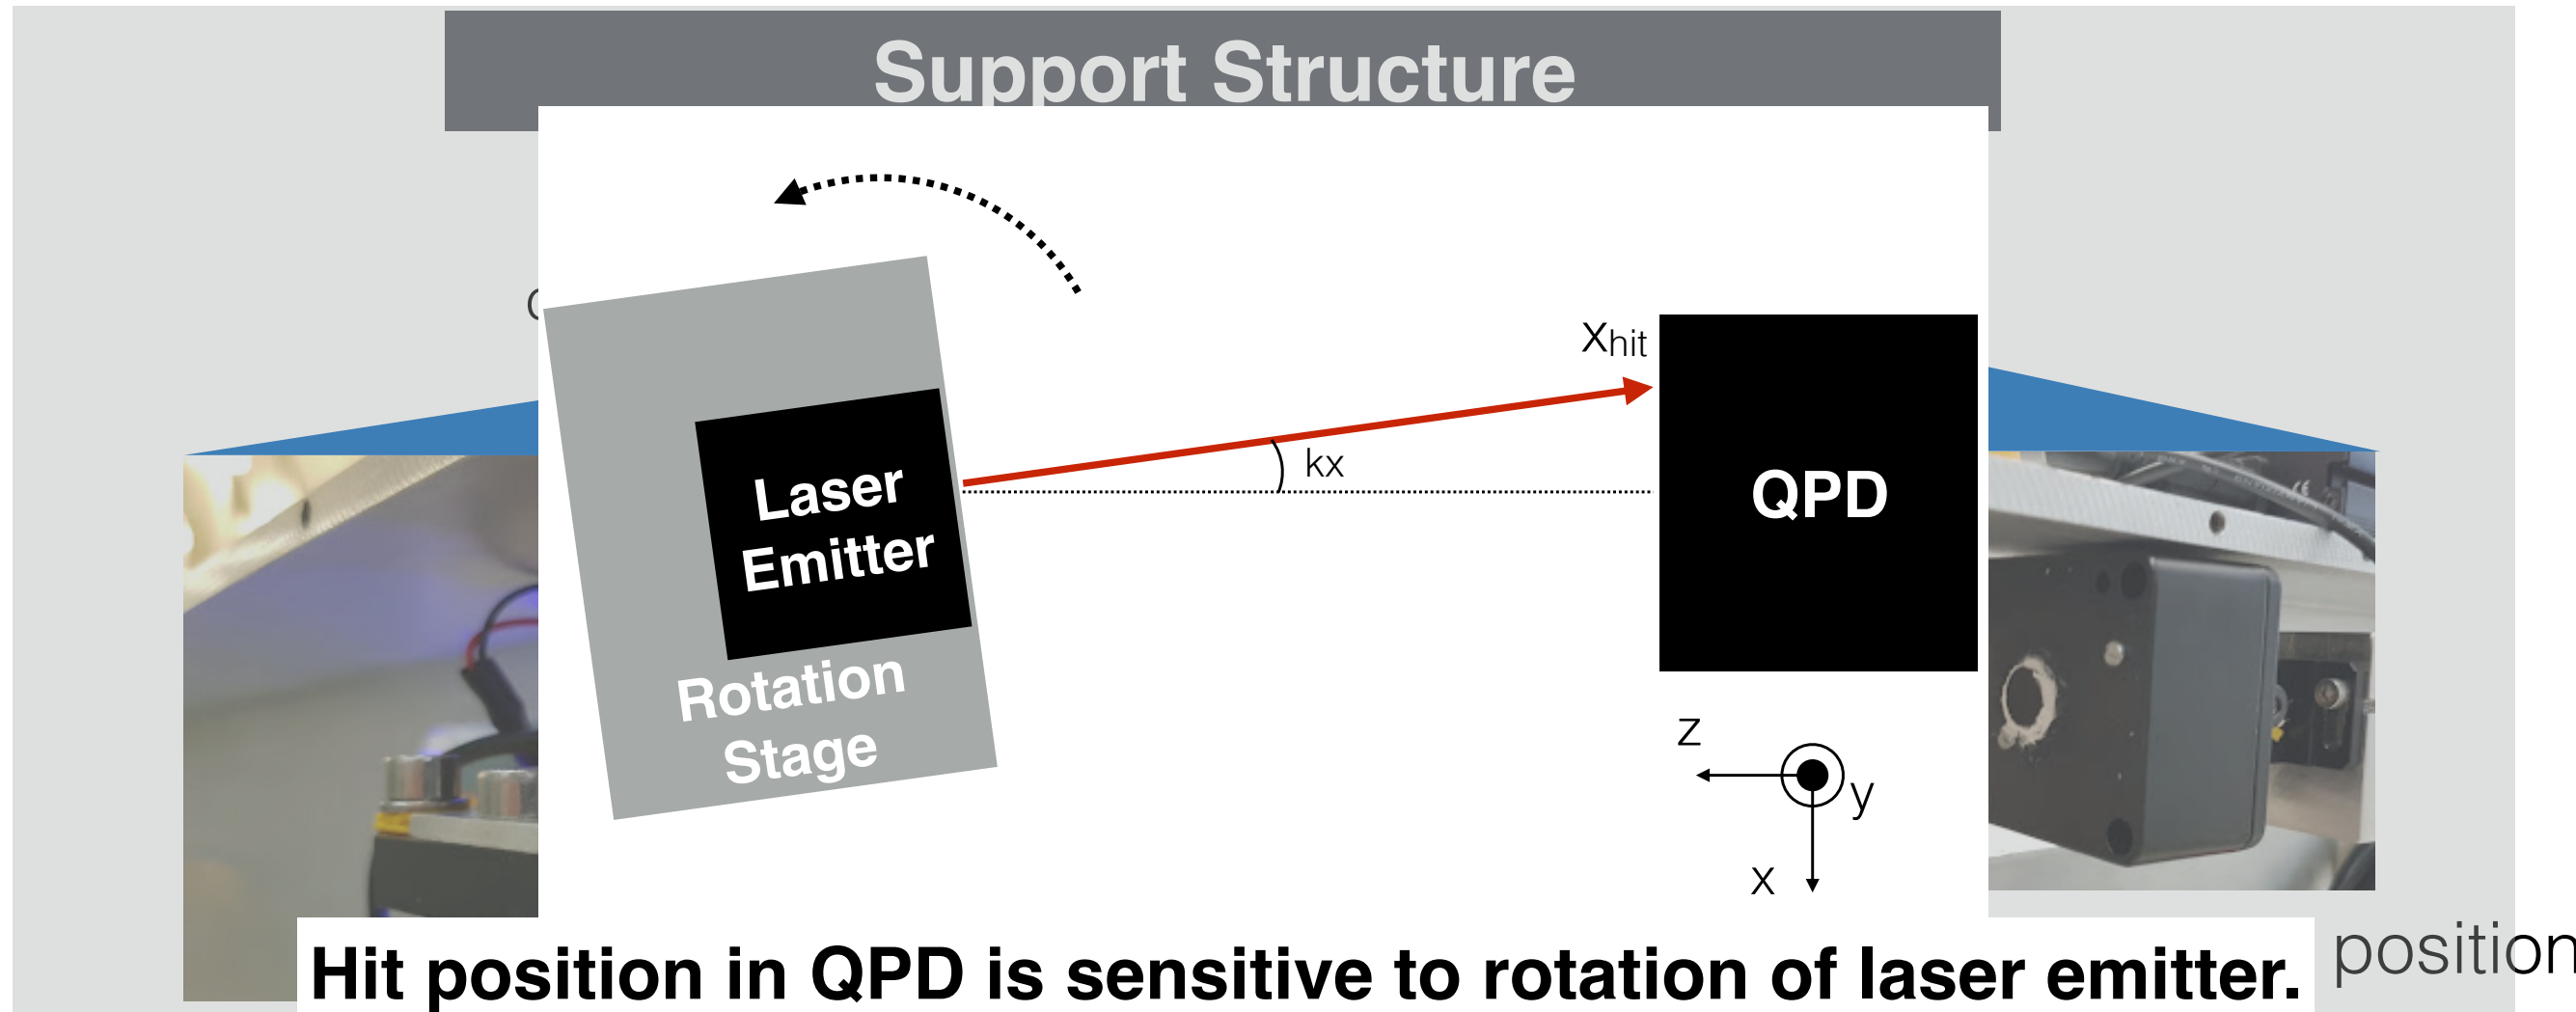 Support Structure
Xhit
kx
Laser
Emitter
QPD
Rotation
Stage
z
y
x
Hit position in QPD is sensitive to rotation of laser emitter.
position